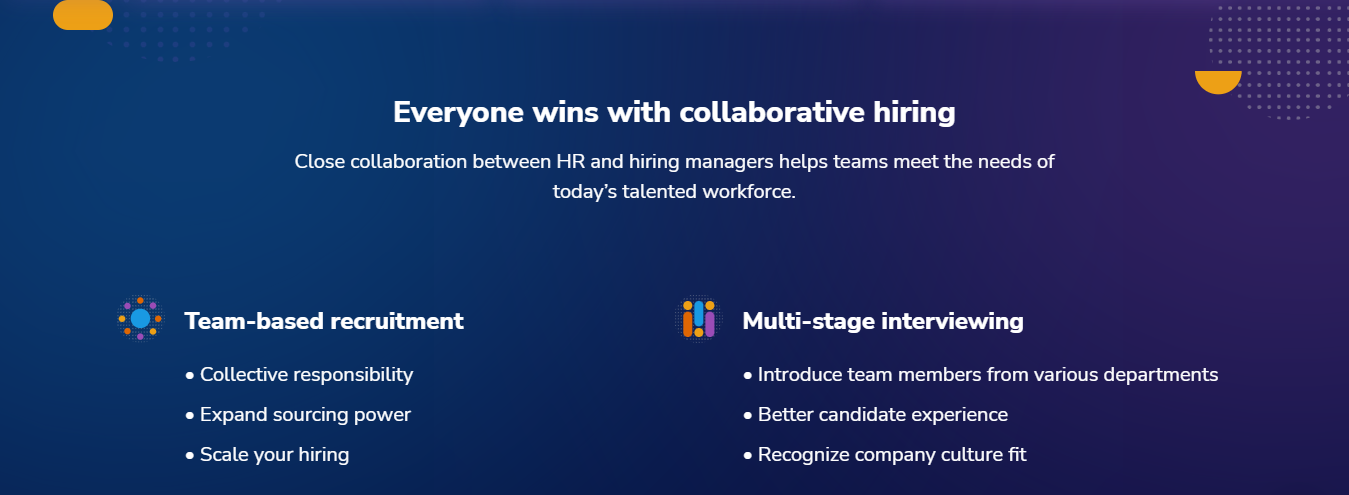 Everyone wins with collaborative hiring
Close collaboration between HR and hiring managers helps teams meet the needs of
today’s talented workforce.
Team-based recruitment
• Collective responsibility
• Expand sourcing power
• Scale your hiring
Multi-stage interviewing
• Introduce team members from various departments
• Better candidate experience
• Recognize company culture fit